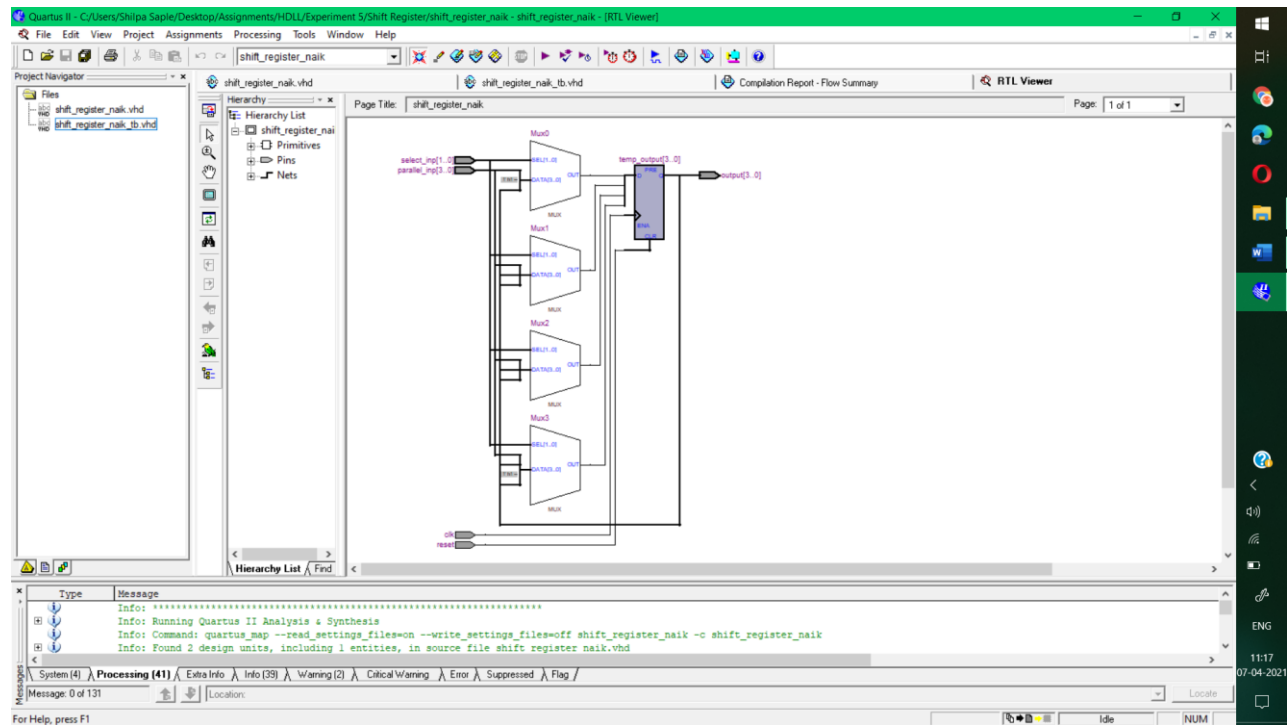 Quartus II - C:/Users/Shilpa Saple/Desktop/Assignments/HDLL/Experiment 5/Shift Register/shift_register_naik - shift_register_naik - [RTL Viewer]
File Edit View Project Assignments Processing Tools Window Help
shift_register_naik
Project Navigator
Files
shift_register_naik.vhd
shift_register_naik_tb.vhd
shift_register_naik.vhd
shift_register_naik_tb.vhd
Compilation Report - Flow Summary
RTL Viewer
Hierarchy
Hierarchy List
shift_register_nai
Primitives
Pins
Nets
Hierarchy List Find
Page Title: shift_register_naik
Page: 1 of 1
select_inp[1..0]
parallel_inp[3..0]
Mux0
SEL[1..0]
DATA[3..0]
OUT
MUX
Mux1
SEL[1..0]
DATA[3..0]
OUT
MUX
Mux2
SEL[1..0]
DATA[3..0]
OUT
MUX
Mux3
SEL[1..0]
DATA[3..0]
OUT
MUX
temp_output[3..0]
PRE
D Q
ENA
CLR
output[3..0]
clk
reset
Type Message
Info: *******************************************************************
Info: Running Quartus II Analysis & Synthesis
Info: Command: quartus_map --read_settings_files=on --write_settings_files=off shift_register_naik -c shift_register_naik
Info: Found 2 design units, including 1 entities, in source file shift_register_naik.vhd
System (4) Processing (41) Extra Info Info (39) Warning (2) Critical Warning Error Suppressed Flag
Messages
Message: 0 of 131
Location:
Locate
For Help, press F1
Idle
NUM
ENG
11:17
07-04-2021